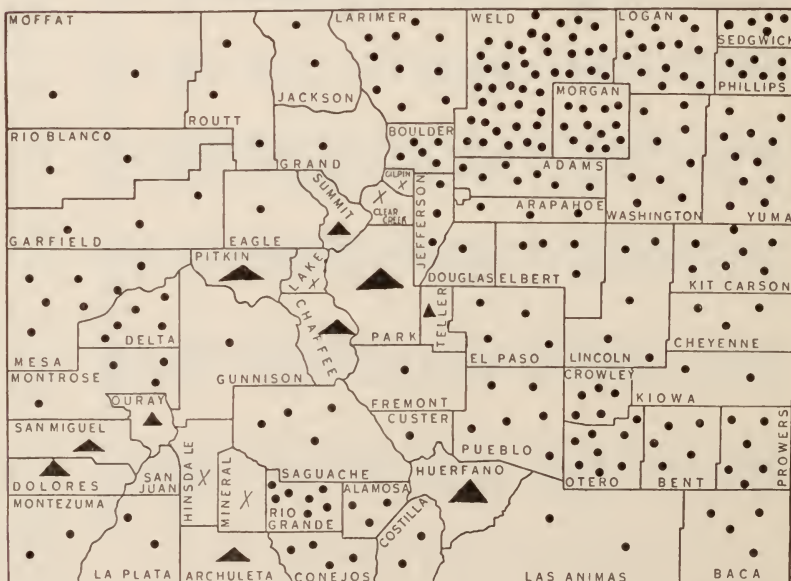 MOFFAT
LARIMER
WELD
LOGAN
SEDGWICK
PHILLIPS
JACKSON
ROUTT
MORGAN
RIO BLANCO
BOULDER
GRAND
ADAMS
GILPIN
SUMMIT
CLEAR
CREEK
JEFFERSON
ARAPAHOE
WASHINGTON
YUMA
GARFIELD
EAGLE
PITKIN
LAKE
DOUGLAS
ELBERT
KIT CARSON
CHAFFEE
TELLER
DELTA
PARK
CHEYENNE
MESA
EL PASO
LINCOLN
MONTROSE
GUNNISON
CROWLEY
OURAY
FREMONT
KIOWA
CUSTER
SAN MIGUEL
PUEBLO
PROWERS
HINSDALE
MINERAL
SAGUACHE
HUERFANO
OTERO
BENT
DOLORES
SAN
JUAN
MONTEZUMA
RIO
GRANDE
ALAMOSA
COSTILLA
LA PLATA
ARCHULETA
CONEJOS
LAS ANIMAS
BACA